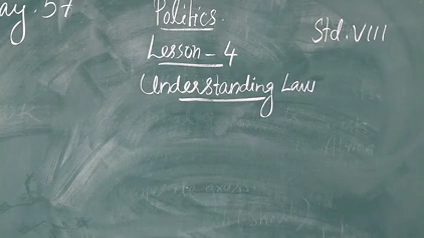 ay. 57
Politics.
Std. VIII
Lesson - 4
Understanding Law